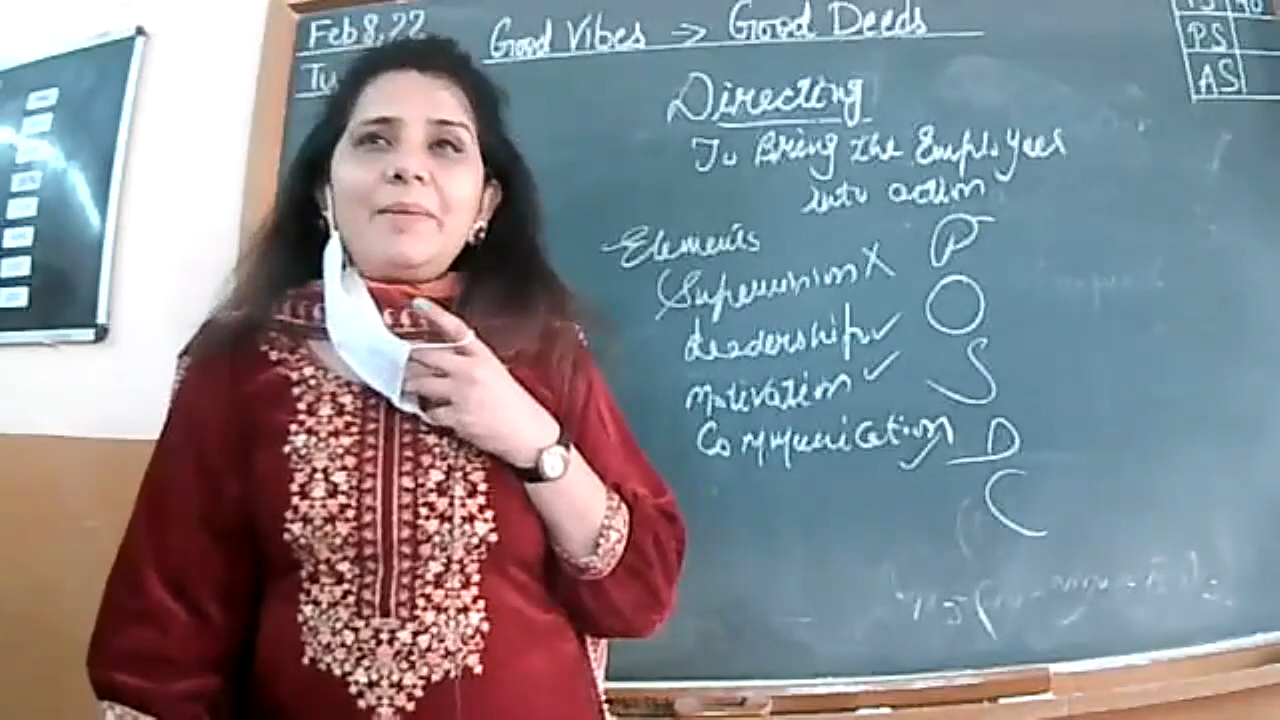 Feb 8, 22
Tu
Good Vibes → Good Deeds
PS
AS
Directing
To Bring the Employees
into action
Elements
Supervision X
Leadership ✓
Motivation ✓
Communication ✓
P
O
S
D
C